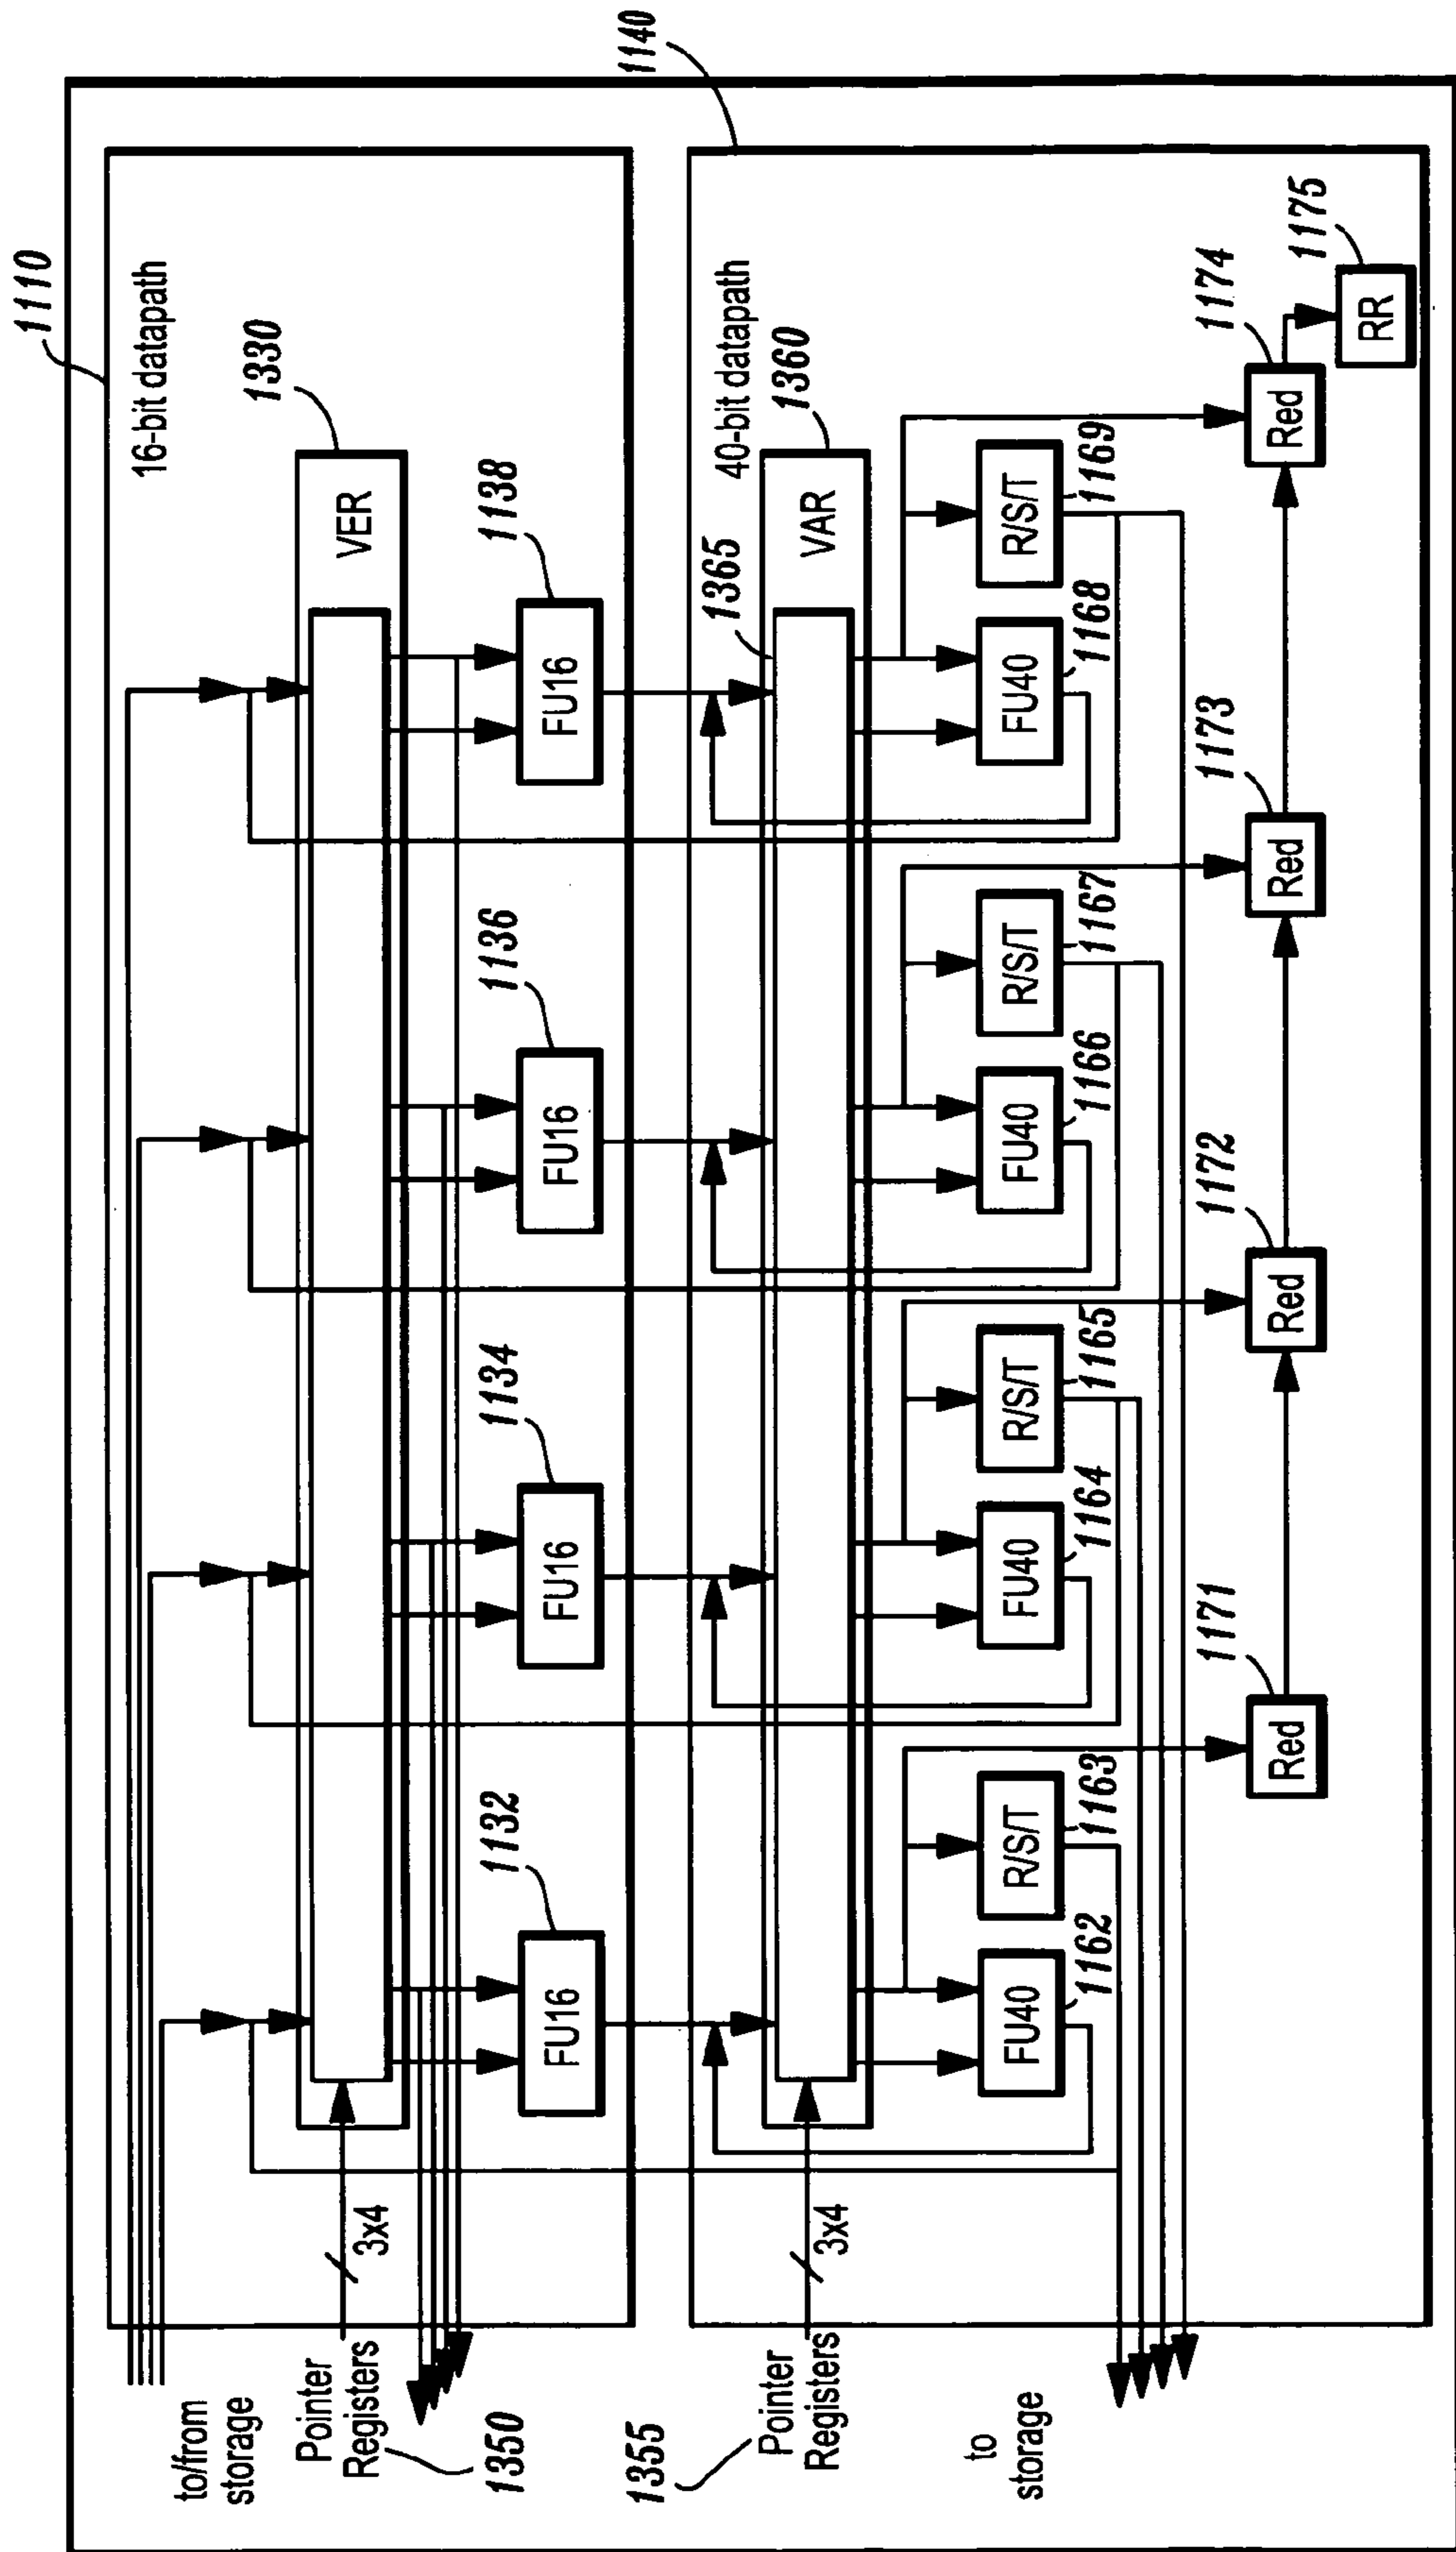 1110
16-bit datapath
to/from
storage
1330
VER
Pointer
Registers
3x4
1350
1132
FU16
1134
FU16
1136
FU16
1138
FU16
1140
40-bit datapath
1360
1365
VAR
1355
Pointer
Registers
3x4
FU40
1162
R/S/T
1163
FU40
1164
R/S/T
1165
FU40
1166
R/S/T
1167
FU40
1168
R/S/T
1169
to
storage
1171
Red
1172
Red
1173
Red
1174
Red
1175
RR